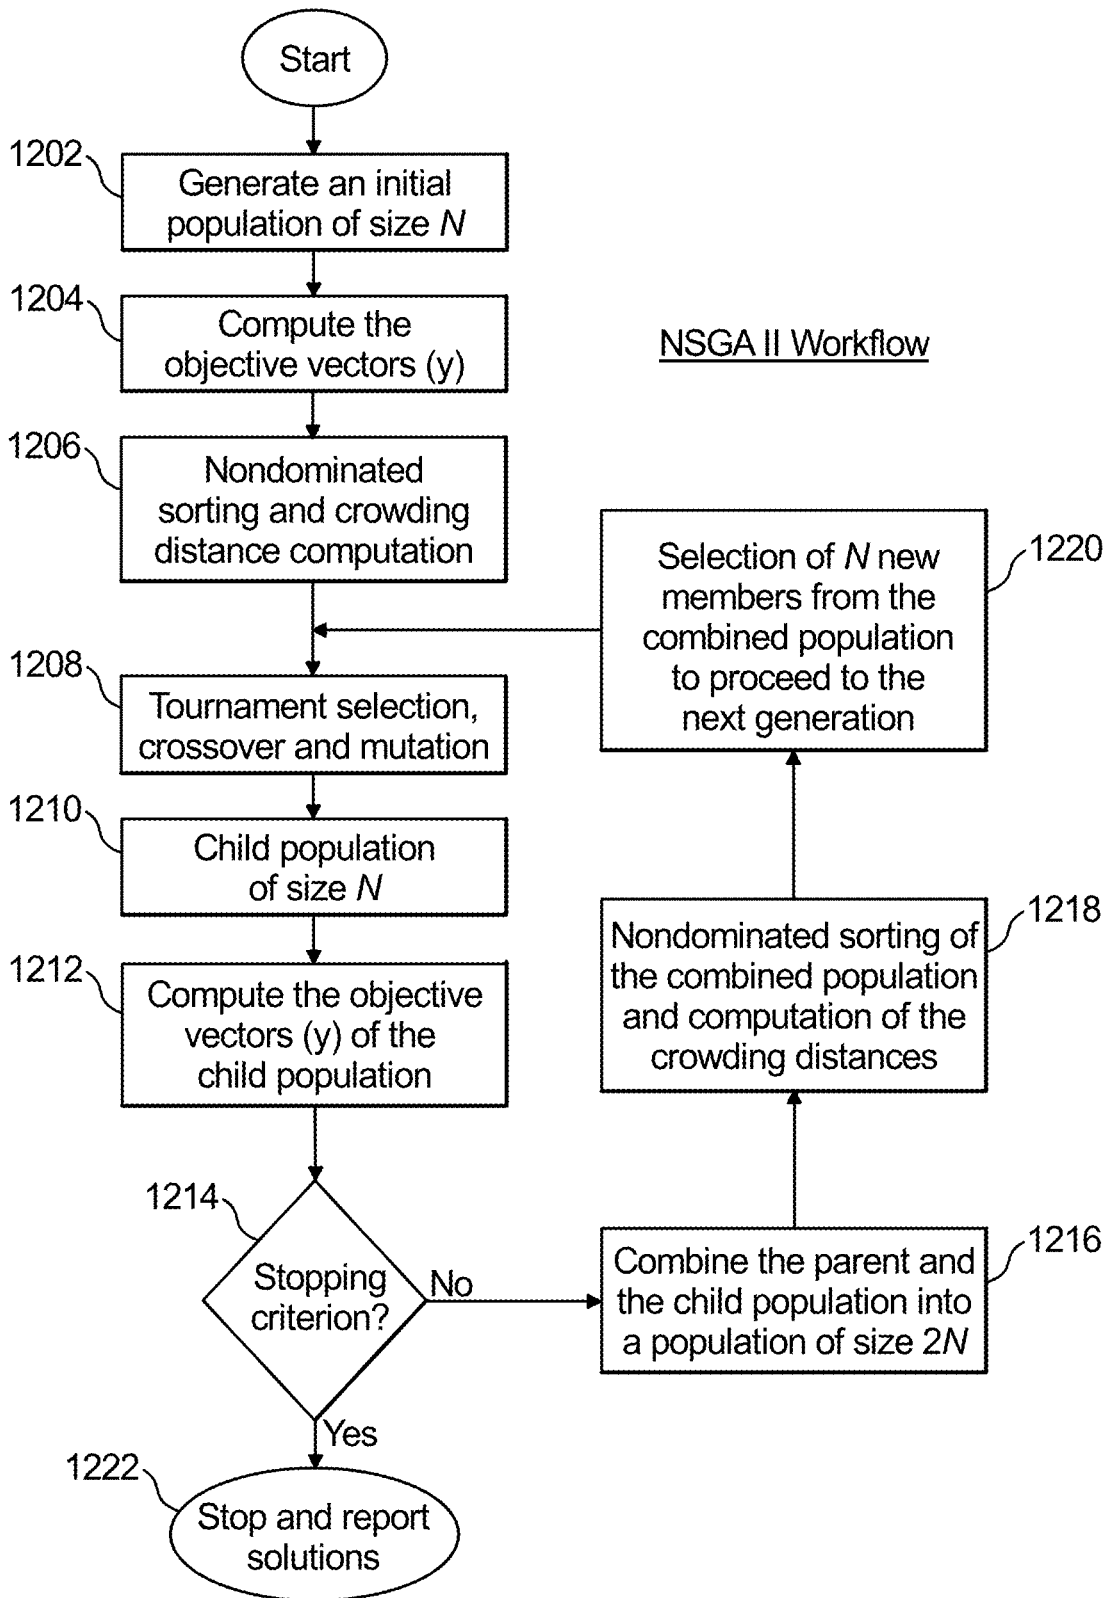 Start
1202
Generate an initial
population of size N
1204
Compute the
objective vectors (y)
NSGA II Workflow
1206
Nondominated
sorting and crowding
distance computation
1208
Tournament selection,
crossover and mutation
1210
Child population
of size N
1212
Compute the objective
vectors (y) of the
child population
1214
Stopping
criterion?
No
Yes
1216
Combine the parent and
the child population into
a population of size 2N
1218
Nondominated sorting of
the combined population
and computation of the
crowding distances
1220
Selection of N new
members from the
combined population
to proceed to the
next generation
1222
Stop and report
solutions